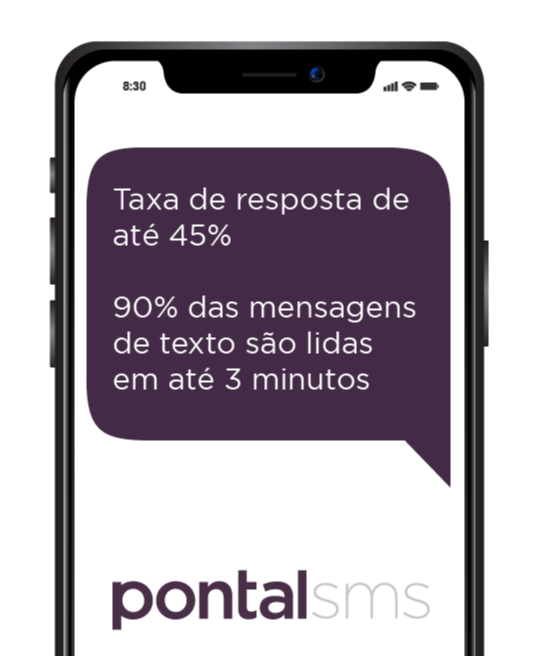 8:30
Taxa de resposta de
até 45%
90% das mensagens
de texto são lidas
em até 3 minutos
pontalsms